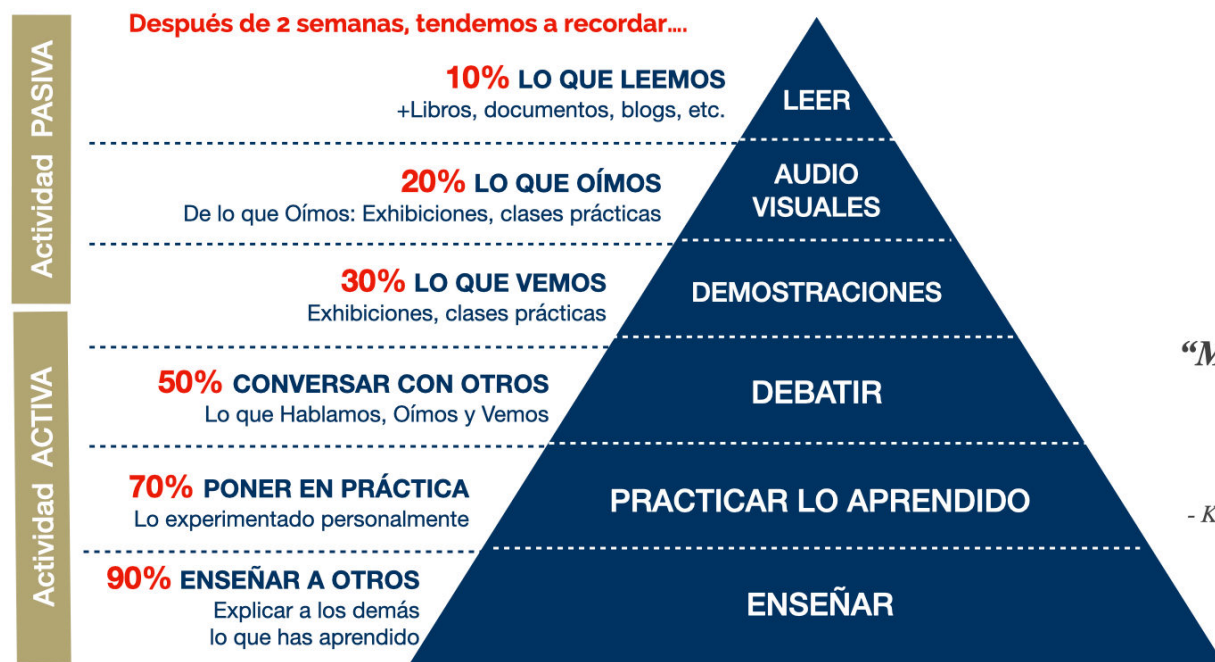 Después de 2 semanas, tendemos a recordar....
Actividad PASIVA
10% LO QUE LEEMOS
+Libros, documentos, blogs, etc.
LEER
20% LO QUE OÍMOS
De lo que Oímos: Exhibiciones, clases prácticas
AUDIO
VISUALES
30% LO QUE VEMOS
Exhibiciones, clases prácticas
DEMOSTRACIONES
Actividad ACTIVA
50% CONVERSAR CON OTROS
Lo que Hablamos, Oímos y Vemos
DEBATIR
70% PONER EN PRÁCTICA
Lo experimentado personalmente
PRACTICAR LO APRENDIDO
90% ENSEÑAR A OTROS
Explicar a los demás
lo que has aprendido
ENSEÑAR
“M
- K